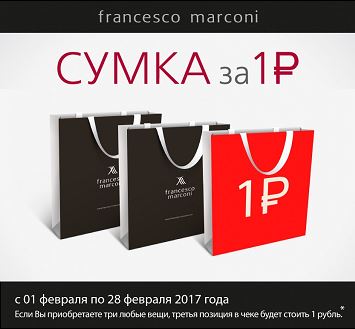 francesco marconi
СУМКА за 1₽
francesco
marconi
francesco
marconi
1₽
с 01 февраля по 28 февраля 2017 года
Если Вы приобретаете три любые вещи, третья позиция в чеке будет стоить 1 рубль.*